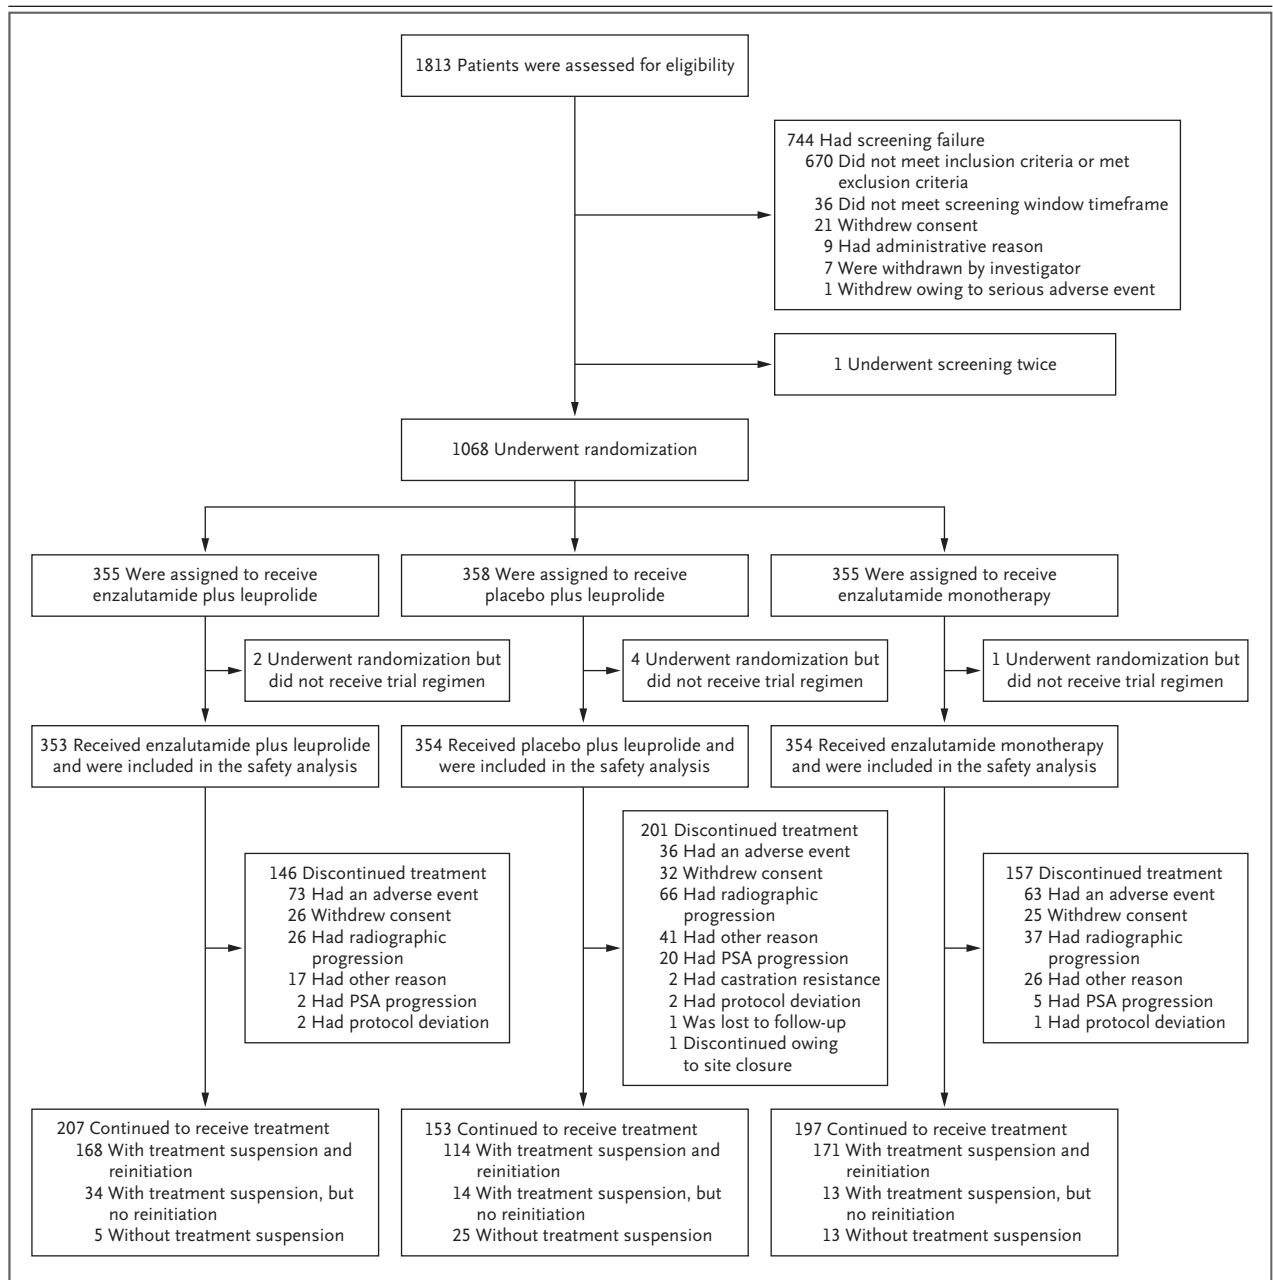 1813 Patients were assessed for eligibility
744 Had screening failure
670 Did not meet inclusion criteria or met
exclusion criteria
36 Did not meet screening window timeframe
21 Withdrew consent
9 Had administrative reason
7 Were withdrawn by investigator
1 Withdrew owing to serious adverse event
1 Underwent screening twice
1068 Underwent randomization
355 Were assigned to receive
enzalutamide plus leuprolide
358 Were assigned to receive
placebo plus leuprolide
355 Were assigned to receive
enzalutamide monotherapy
2 Underwent randomization but
did not receive trial regimen
4 Underwent randomization but
did not receive trial regimen
1 Underwent randomization but
did not receive trial regimen
353 Received enzalutamide plus leuprolide
and were included in the safety analysis
354 Received placebo plus leuprolide and
were included in the safety analysis
354 Received enzalutamide monotherapy
and were included in the safety analysis
146 Discontinued treatment
73 Had an adverse event
26 Withdrew consent
26 Had radiographic
progression
17 Had other reason
2 Had PSA progression
2 Had protocol deviation
201 Discontinued treatment
36 Had an adverse event
32 Withdrew consent
66 Had radiographic
progression
41 Had other reason
20 Had PSA progression
2 Had castration resistance
2 Had protocol deviation
1 Was lost to follow-up
1 Discontinued owing
to site closure
157 Discontinued treatment
63 Had an adverse event
25 Withdrew consent
37 Had radiographic
progression
26 Had other reason
5 Had PSA progression
1 Had protocol deviation
207 Continued to receive treatment
168 With treatment suspension and
reinitiation
34 With treatment suspension, but
no reinitiation
5 Without treatment suspension
153 Continued to receive treatment
114 With treatment suspension and
reinitiation
14 With treatment suspension, but
no reinitiation
25 Without treatment suspension
197 Continued to receive treatment
171 With treatment suspension and
reinitiation
13 With treatment suspension, but
no reinitiation
13 Without treatment suspension